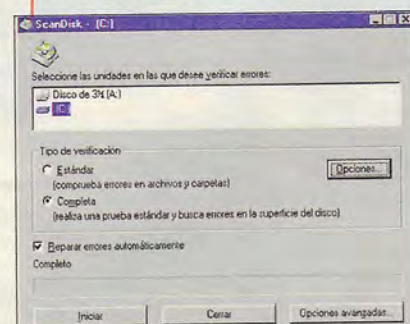 ScanDisk - (C:)
Seleccione las unidades en las que desee verificar errores:
Disco de 3½ (A:)
(C:)
Tipo de verificación
Estándar
(comprueba errores en archivos y carpetas)
Opciones...
Completa
(realiza una prueba estándar y busca errores en la superficie del disco)
Reparar errores automáticamente
Completo
Iniciar
Cerrar
Opciones avanzadas...